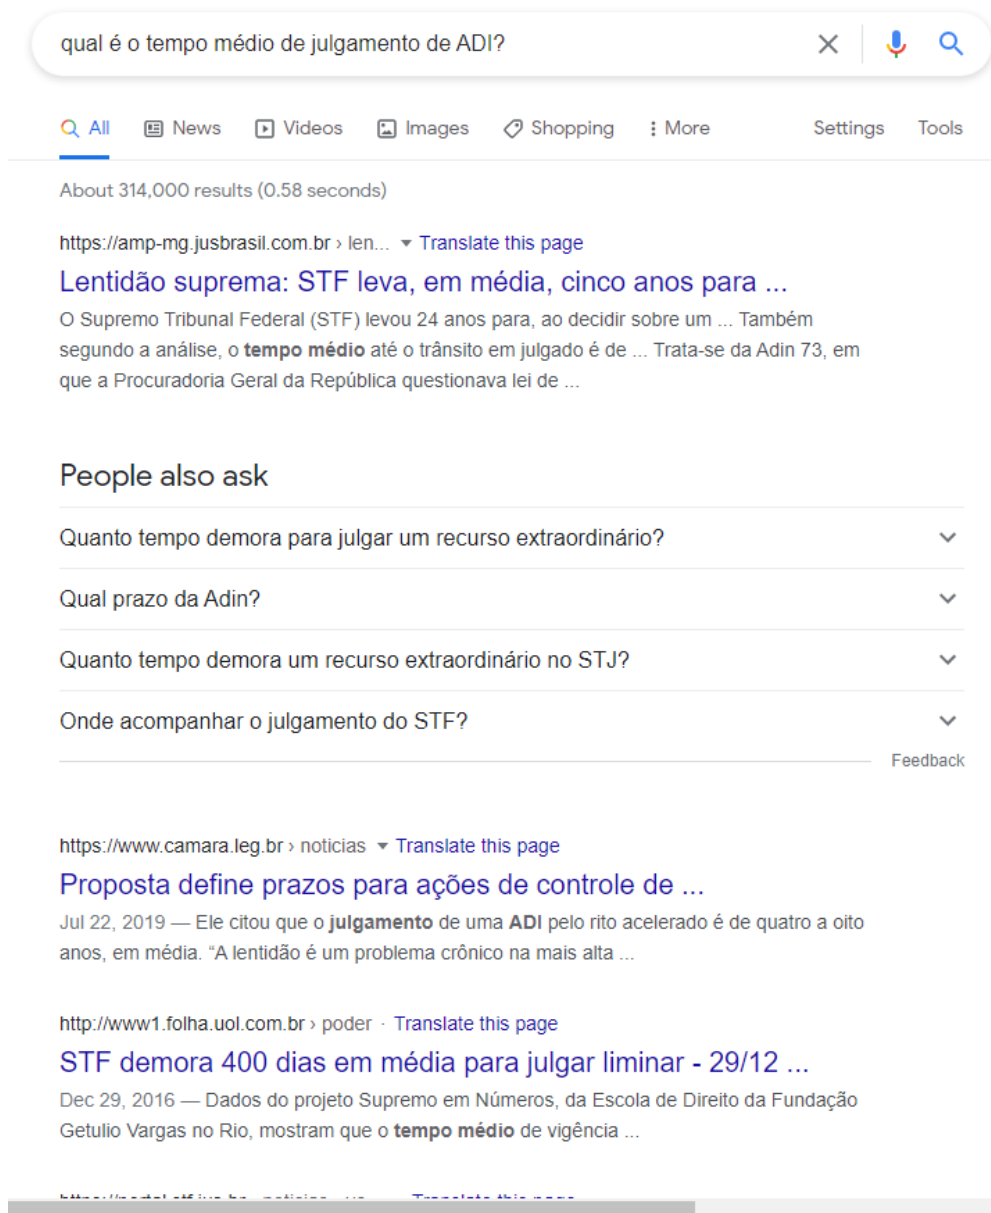 qual é o tempo médio de julgamento de ADI?
All News Videos Images Shopping More Settings Tools
About 314,000 results (0.58 seconds)
https://amp-mg.jusbrasil.com.br › len... Translate this page
Lentidão suprema: STF leva, em média, cinco anos para ...
O Supremo Tribunal Federal (STF) levou 24 anos para, ao decidir sobre um ... Também
segundo a análise, o tempo médio até o trânsito em julgado é de ... Trata-se da Adin 73, em
que a Procuradoria Geral da República questionava lei de ...
People also ask
Quanto tempo demora para julgar um recurso extraordinário?
Qual prazo da Adin?
Quanto tempo demora um recurso extraordinário no STJ?
Onde acompanhar o julgamento do STF?
Feedback
https://www.camara.leg.br › noticias Translate this page
Proposta define prazos para ações de controle de ...
Jul 22, 2019 — Ele citou que o julgamento de uma ADI pelo rito acelerado é de quatro a oito
anos, em média. “A lentidão é um problema crônico na mais alta ...
http://www1.folha.uol.com.br › poder · Translate this page
STF demora 400 dias em média para julgar liminar - 29/12 ...
Dec 29, 2016 — Dados do projeto Supremo em Números, da Escola de Direito da Fundação
Getulio Vargas no Rio, mostram que o tempo médio de vigência ...
Translate this page